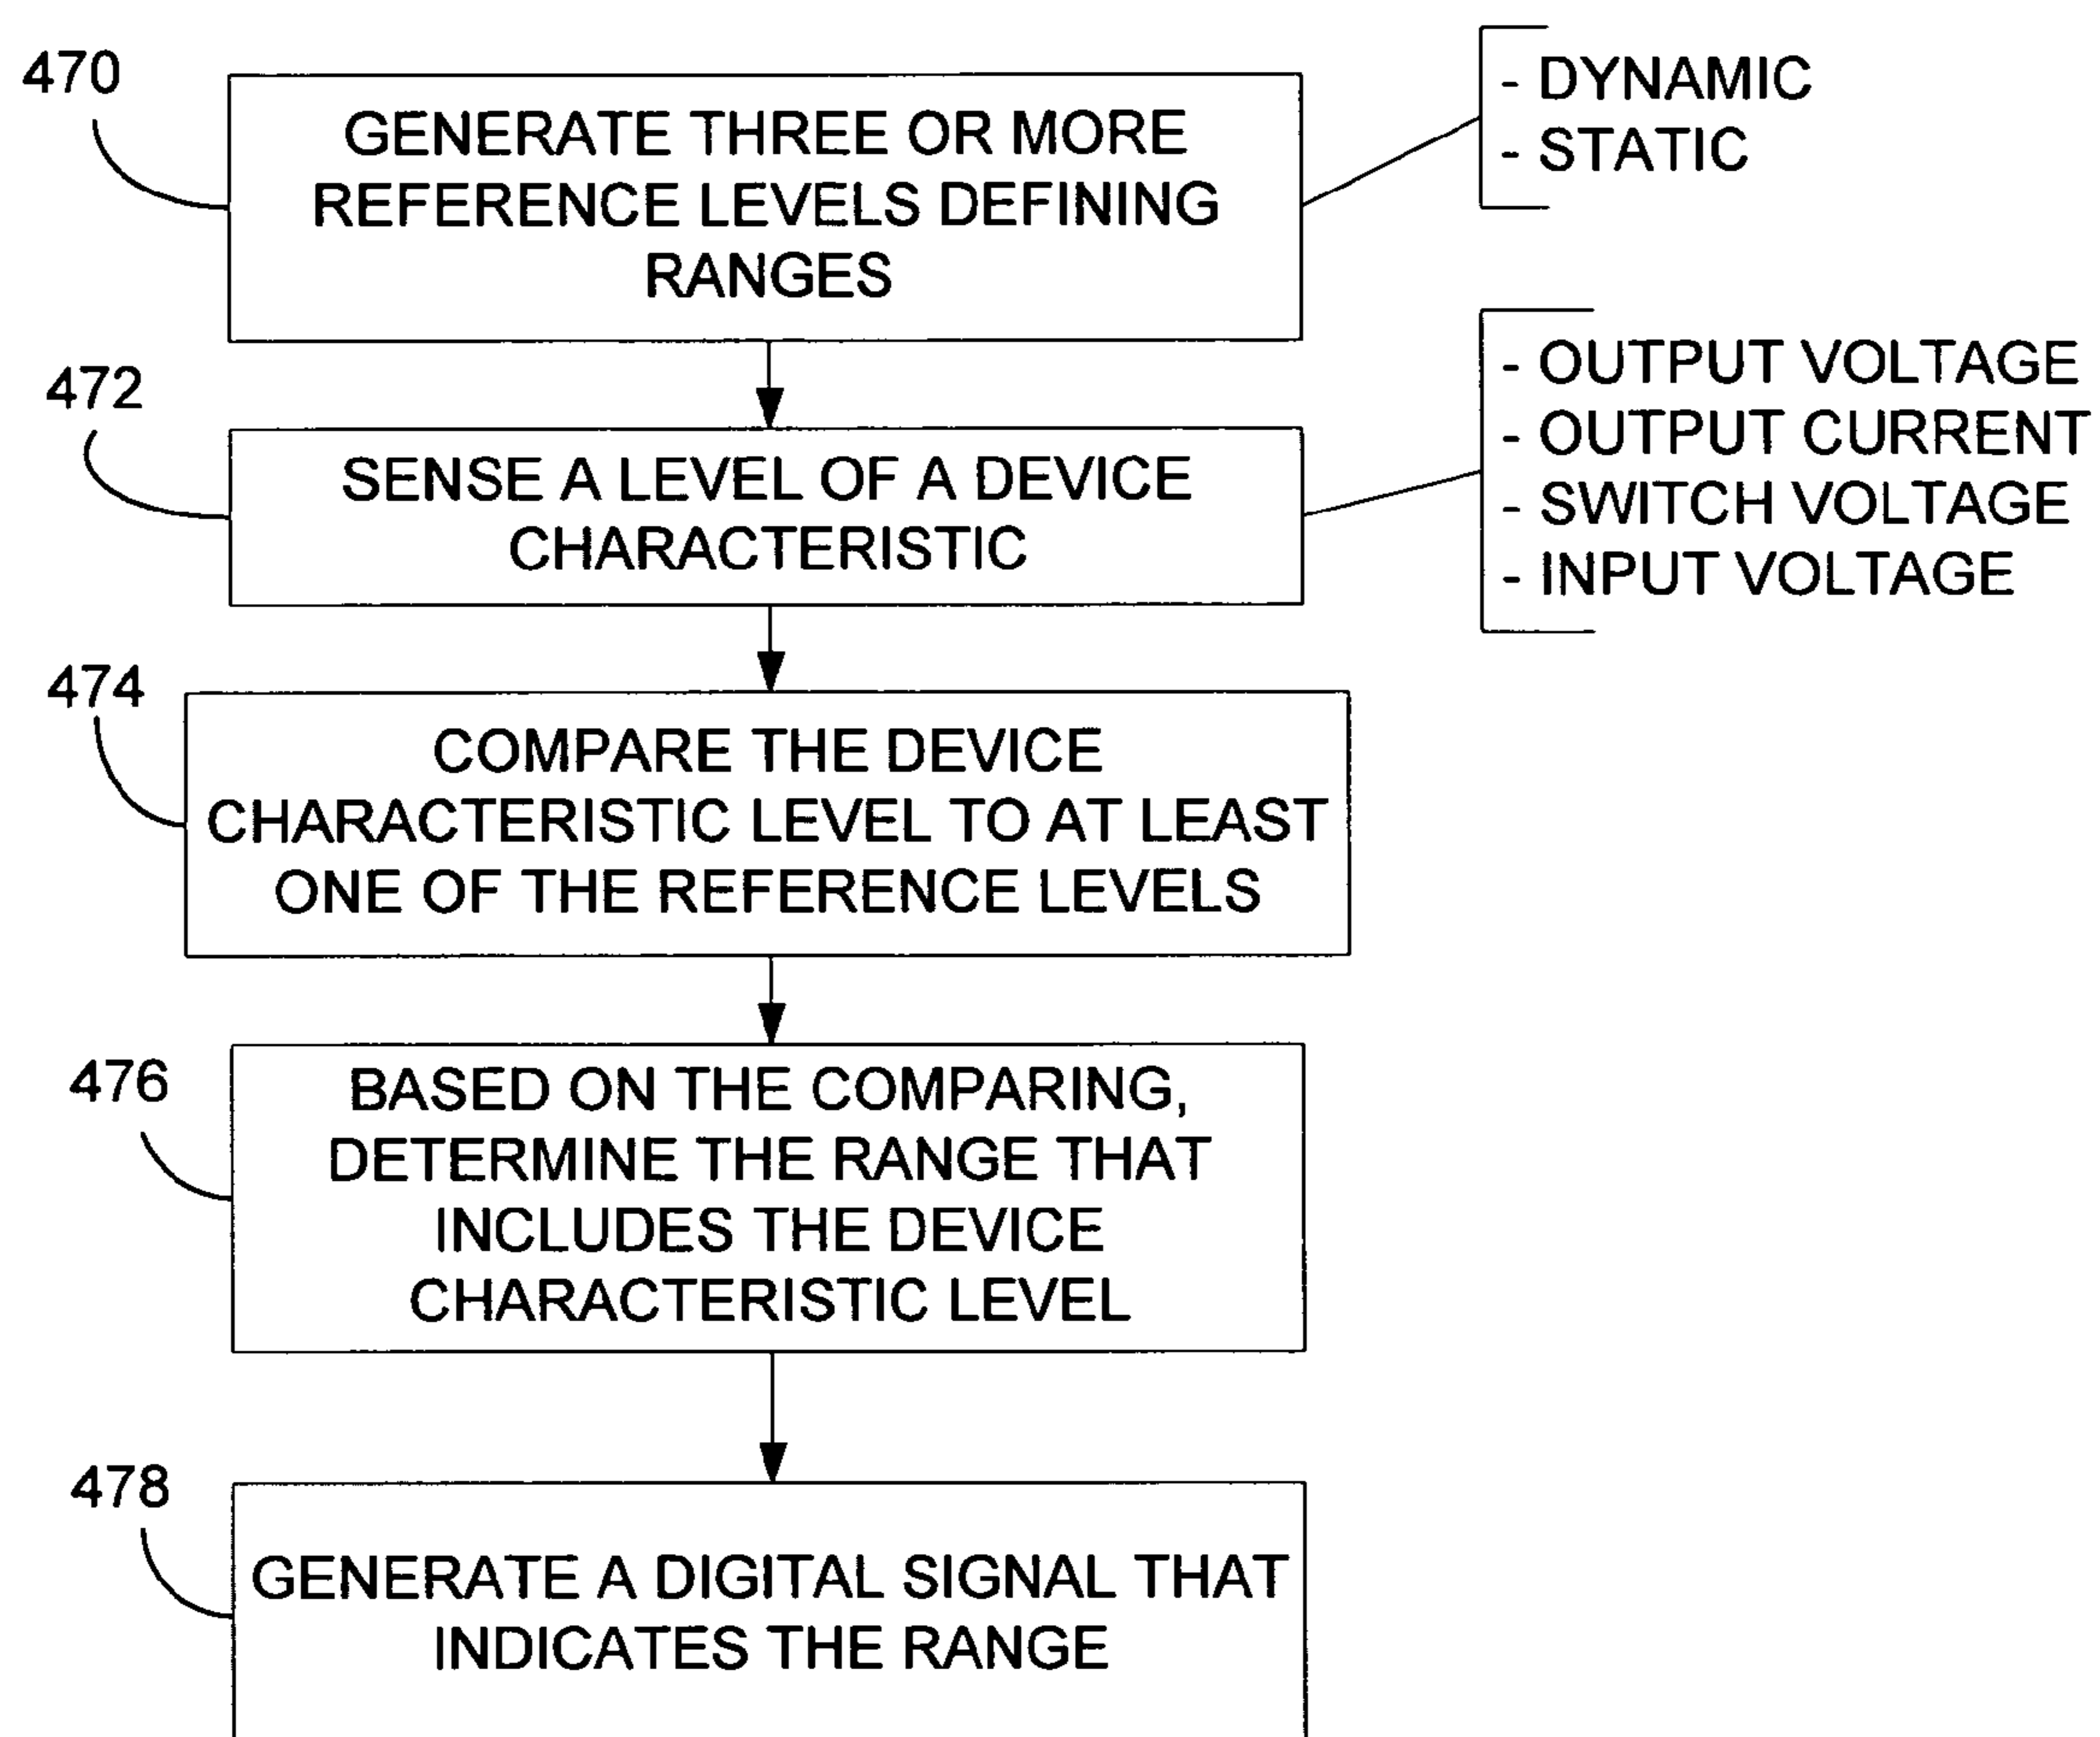 470
GENERATE THREE OR MORE
REFERENCE LEVELS DEFINING
RANGES
- DYNAMIC
- STATIC
472
SENSE A LEVEL OF A DEVICE
CHARACTERISTIC
- OUTPUT VOLTAGE
- OUTPUT CURRENT
- SWITCH VOLTAGE
- INPUT VOLTAGE
474
COMPARE THE DEVICE
CHARACTERISTIC LEVEL TO AT LEAST
ONE OF THE REFERENCE LEVELS
476
BASED ON THE COMPARING,
DETERMINE THE RANGE THAT
INCLUDES THE DEVICE
CHARACTERISTIC LEVEL
478
GENERATE A DIGITAL SIGNAL THAT
INDICATES THE RANGE